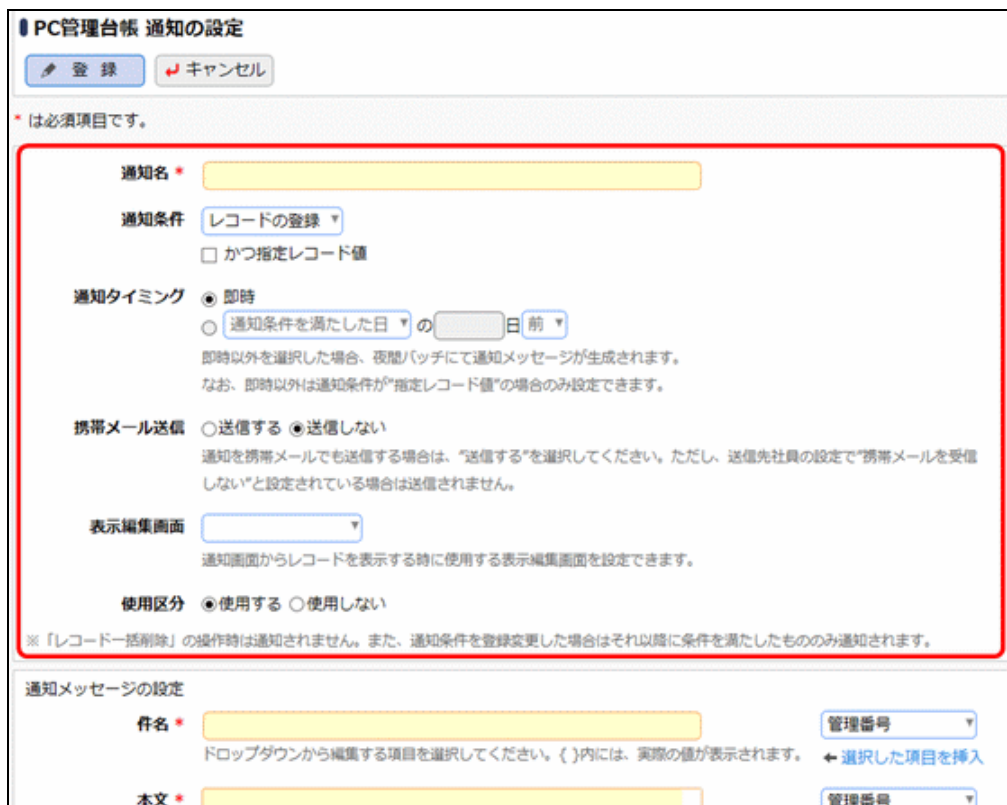 PC管理台帳 通知の設定
登 録 キャンセル
* は必須項目です。
通知名 *
通知条件 レコードの登録
かつ指定レコード値
通知タイミング 即時
通知条件を満たした日 の 日 前
即時以外を選択した場合、夜間バッチにて通知メッセージが生成されます。
なお、即時以外は通知条件が"指定レコード値"の場合のみ設定できます。
携帯メール送信 送信する 送信しない
通知を携帯メールでも送信する場合は、"送信する"を選択してください。ただし、送信先社員の設定で"携帯メールを受信
しない"と設定されている場合は送信されません。
表示編集画面
通知画面からレコードを表示する時に使用する表示編集画面を設定できます。
使用区分 使用する 使用しない
※「レコード一括削除」の操作時は通知されません。また、通知条件を登録変更した場合はそれ以降に条件を満たしたもののみ通知されます。
通知メッセージの設定
件名 * 管理番号
ドロップダウンから編集する項目を選択してください。{ }内には、実際の値が表示されます。 ←選択した項目を挿入
本文 * 管理番号